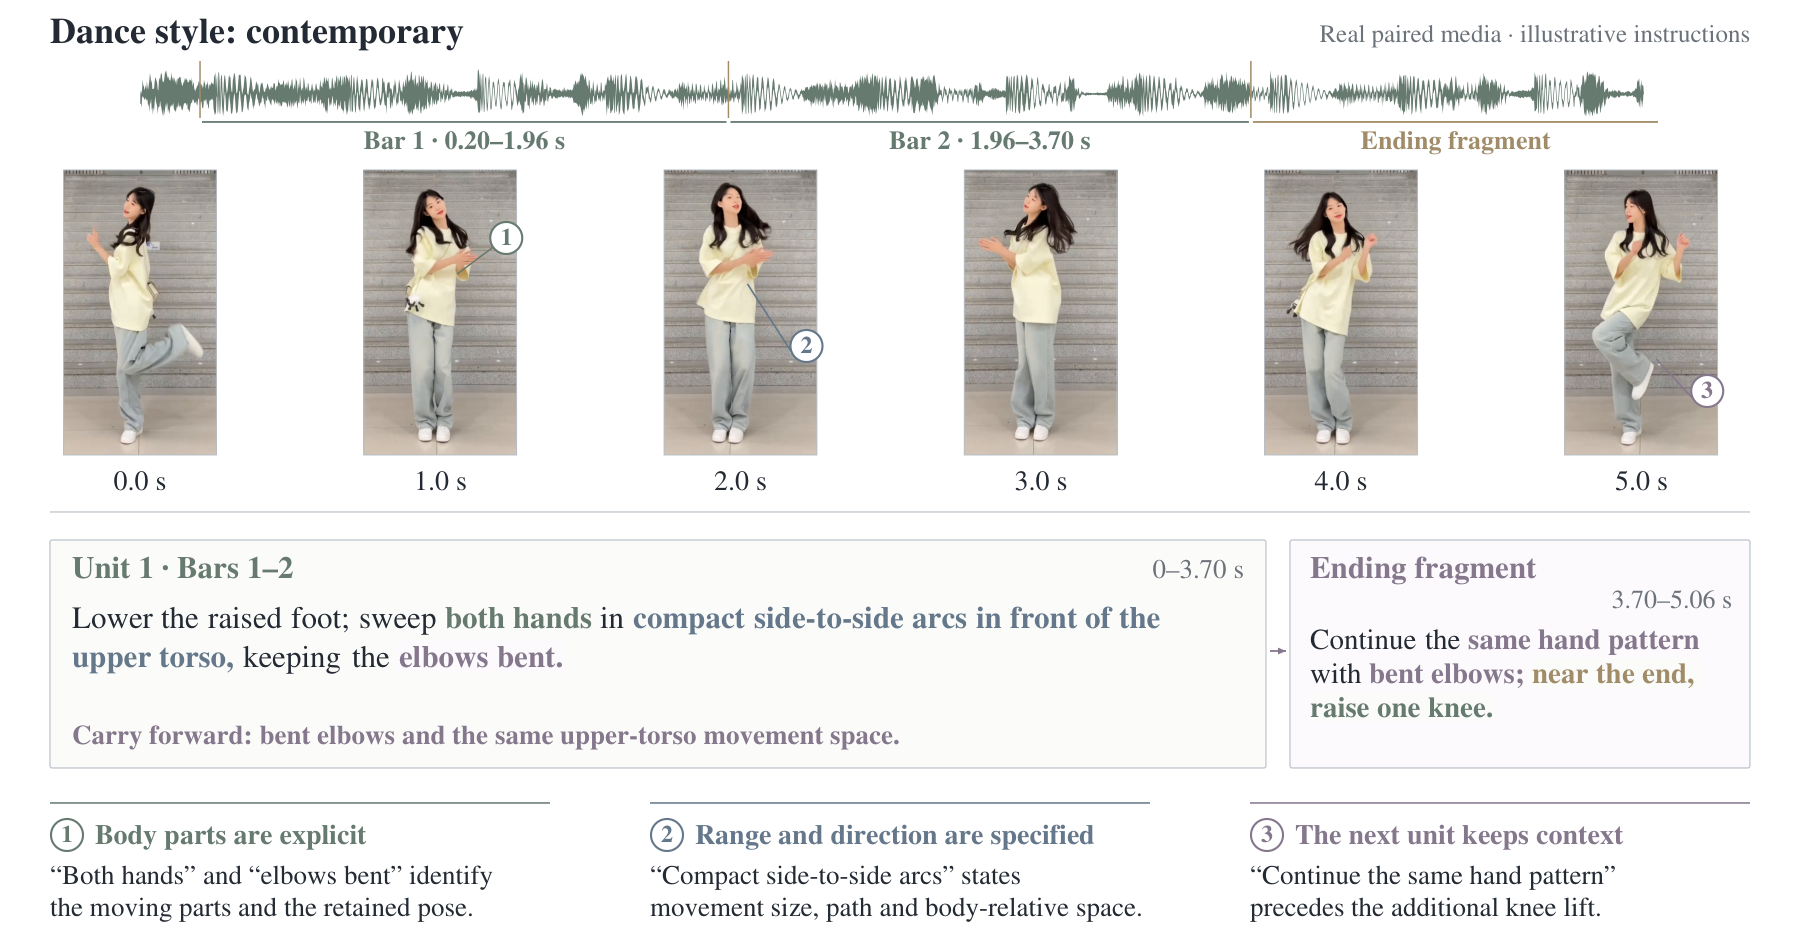 Dance style: contemporary
Real paired media · illustrative instructions
Bar 1 · 0.20–1.96 s
Bar 2 · 1.96–3.70 s
Ending fragment
1
2
3
0.0 s
1.0 s
2.0 s
3.0 s
4.0 s
5.0 s
Unit 1 · Bars 1–2
0–3.70 s
Lower the raised foot; sweep both hands in compact side-to-side arcs in front of the
upper torso, keeping the elbows bent.
Carry forward: bent elbows and the same upper-torso movement space.
Ending fragment
3.70–5.06 s
Continue the same hand pattern
with bent elbows; near the end,
raise one knee.
1 Body parts are explicit
“Both hands” and “elbows bent” identify
the moving parts and the retained pose.
2 Range and direction are specified
“Compact side-to-side arcs” states
movement size, path and body-relative space.
3 The next unit keeps context
“Continue the same hand pattern”
precedes the additional knee lift.